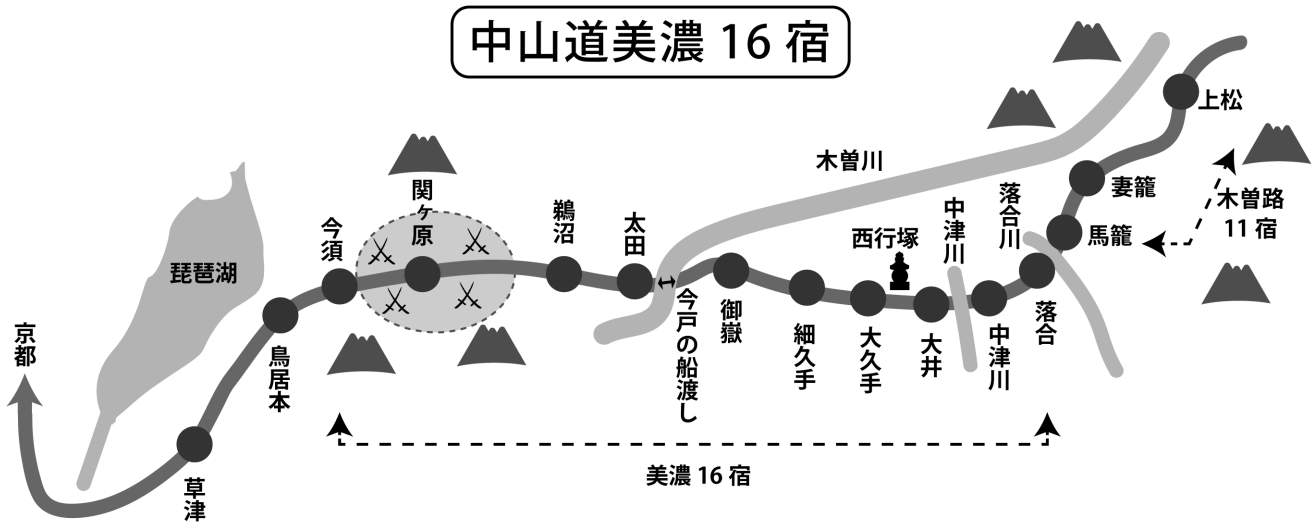 中山道美濃 16 宿
上松
木曽川
妻籠
木曽路
11 宿
馬籠
落合川
中津川
西行塚
関ヶ原
鵜沼
太田
今須
琵琶湖
京都
鳥居本
草津
今戸の船渡し
御嶽
細久手
大久手
大井
中津川
落合
美濃 16 宿